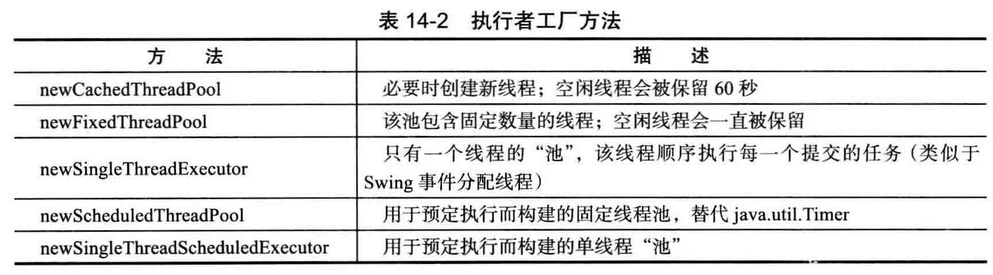 表 14-2 执行者工厂方法
方 法 描 述
newCachedThreadPool 必要时创建新线程；空闲线程会被保留 60 秒
newFixedThreadPool 该池包含固定数量的线程；空闲线程会一直被保留
newSingleThreadExecutor 只有一个线程的“池”，该线程顺序执行每一个提交的任务（类似于
Swing 事件分配线程）
newScheduledThreadPool 用于预定执行而构建的固定线程池，替代 java.util.Timer
newSingleThreadScheduledExecutor 用于预定执行而构建的单线程“池”